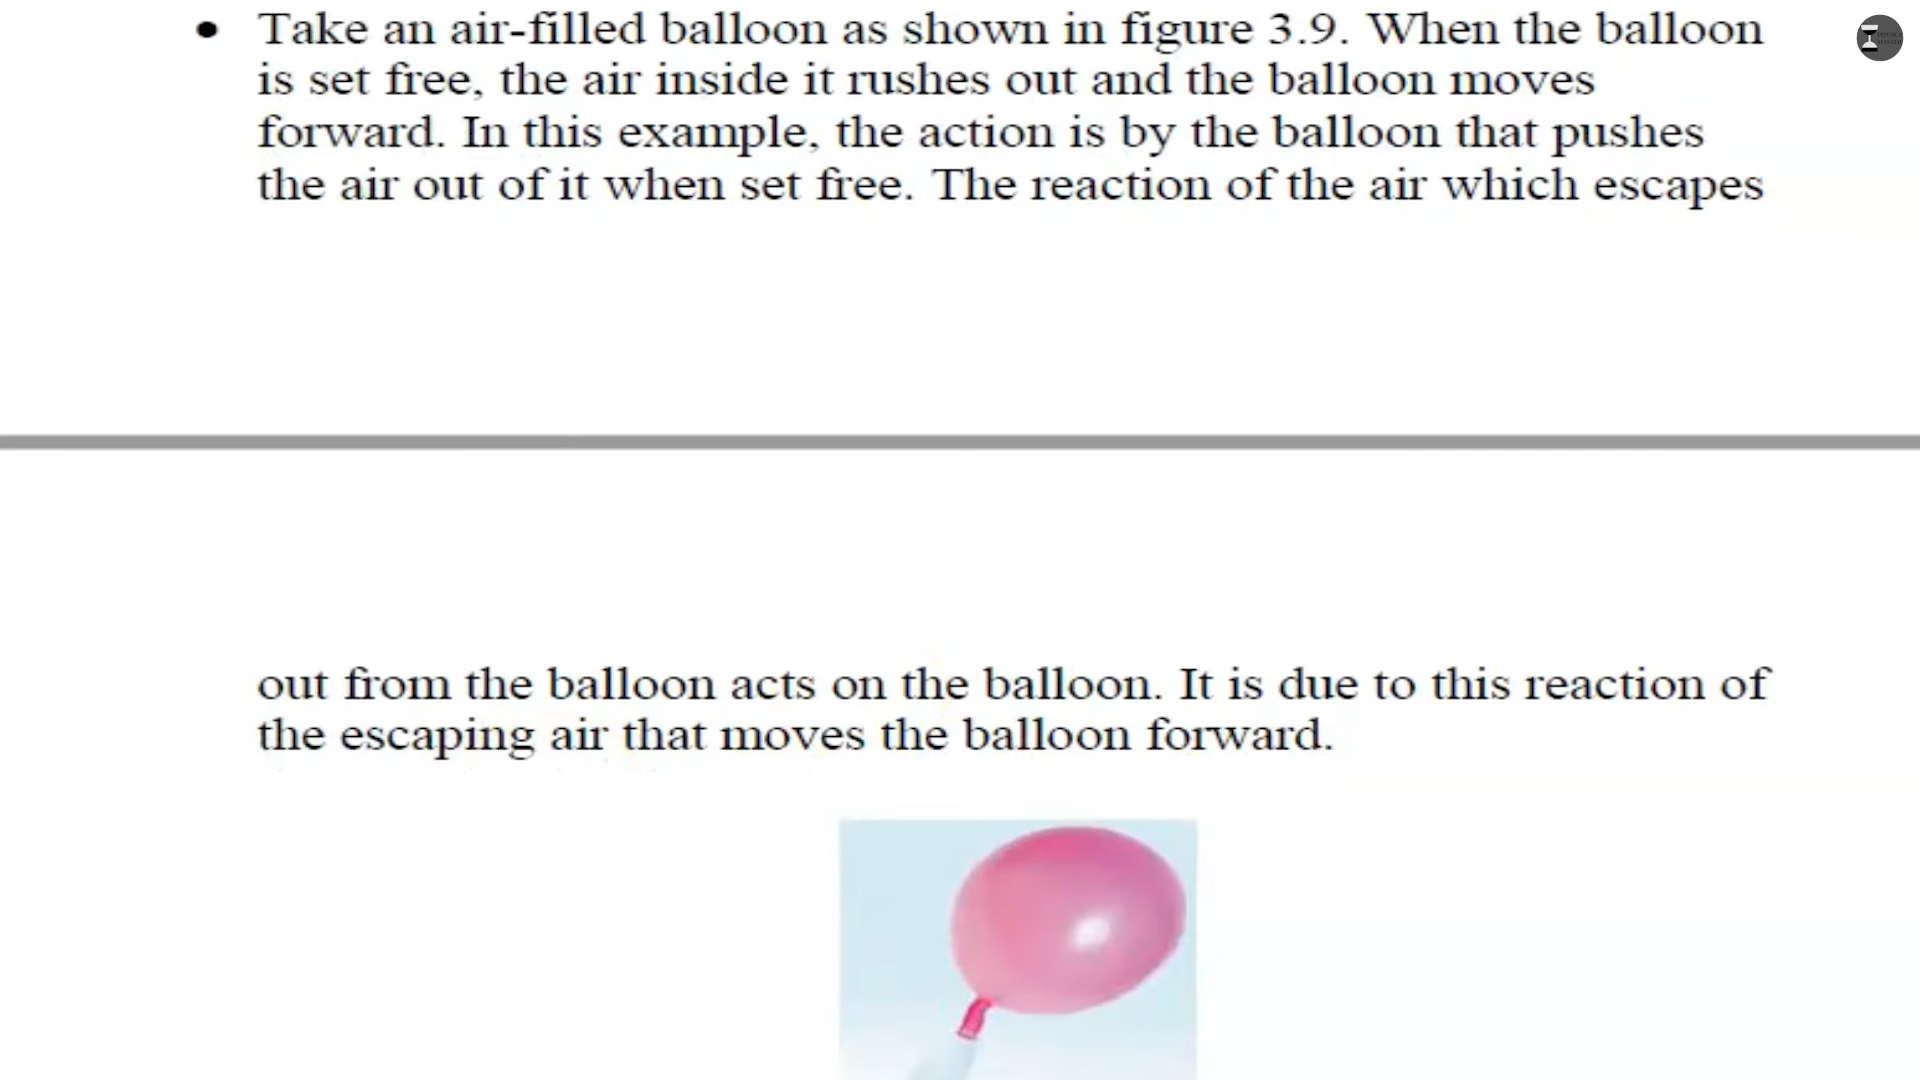 • Take an air-filled balloon as shown in figure 3.9. When the balloon
is set free, the air inside it rushes out and the balloon moves
forward. In this example, the action is by the balloon that pushes
the air out of it when set free. The reaction of the air which escapes
out from the balloon acts on the balloon. It is due to this reaction of
the escaping air that moves the balloon forward.